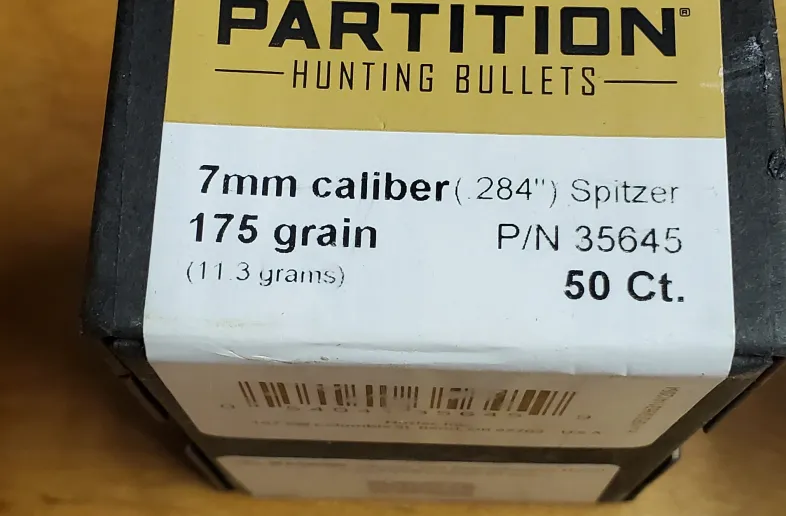 PARTITION®
HUNTING BULLETS
7mm caliber (.284") Spitzer
175 grain P/N 35645
(11.3 grams) 50 Ct.